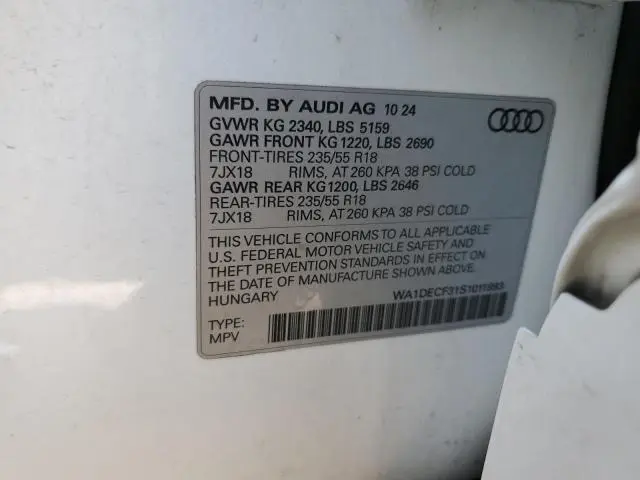 MFD. BY AUDI AG 10 24
GVWR KG 2340, LBS 5159
GAWR FRONT KG 1220, LBS 2690
FRONT-TIRES 235/55 R18
7JX18 RIMS, AT 260 KPA 38 PSI COLD
GAWR REAR KG1200, LBS 2646
REAR-TIRES 235/55 R18
7JX18 RIMS, AT 260 KPA 38 PSI COLD
THIS VEHICLE CONFORMS TO ALL APPLICABLE
U.S. FEDERAL MOTOR VEHICLE SAFETY AND
THEFT PREVENTION STANDARDS IN EFFECT ON
THE DATE OF MANUFACTURE SHOWN ABOVE.
HUNGARY WA1DECF31S1011893
TYPE:
MPV